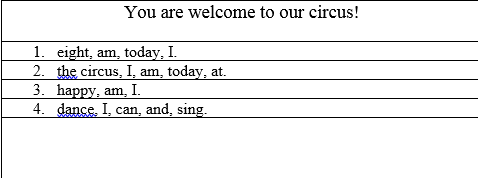 You are welcome to our circus!
1. eight, am, today, I.
2. the circus, I, am, today, at.
3. happy, am, I.
4. dance, I, can, and, sing.